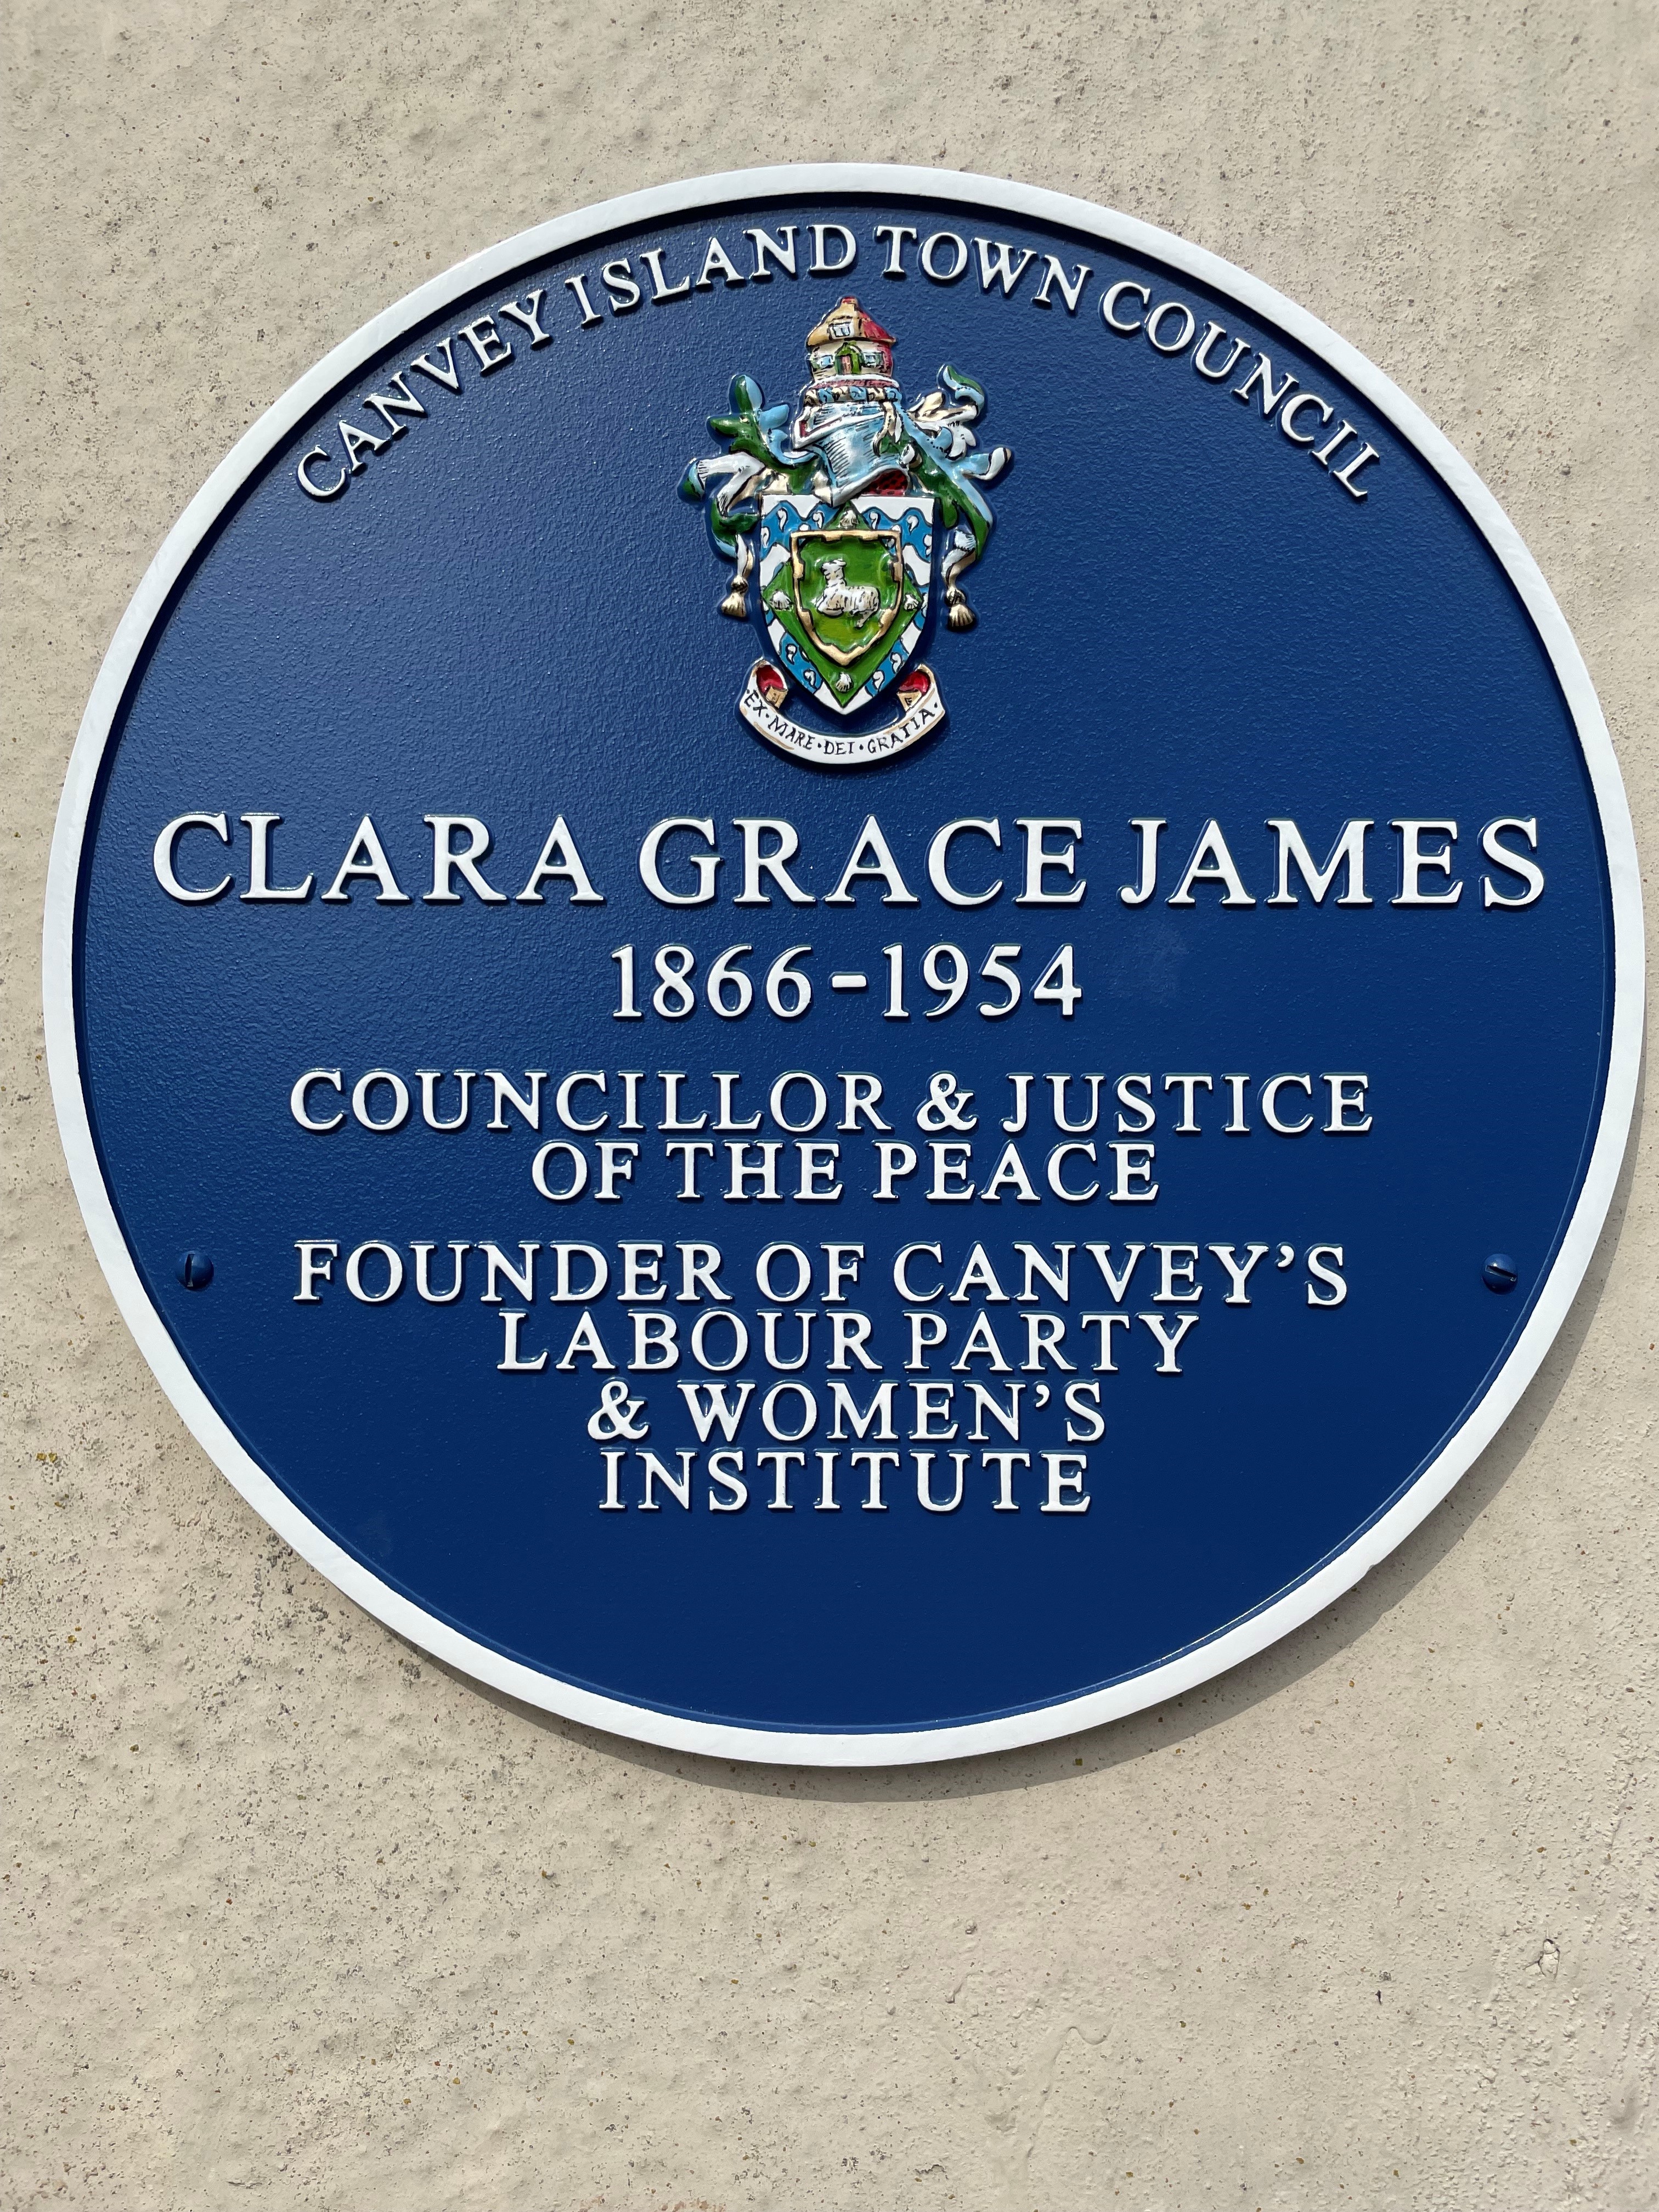 CANVEY ISLAND TOWN COUNCIL
EX·MARE·DEI·GRATIA·
CLARA GRACE JAMES
1866-1954
COUNCILLOR & JUSTICE
OF THE PEACE
FOUNDER OF CANVEY'S
LABOUR PARTY
& WOMEN'S
INSTITUTE